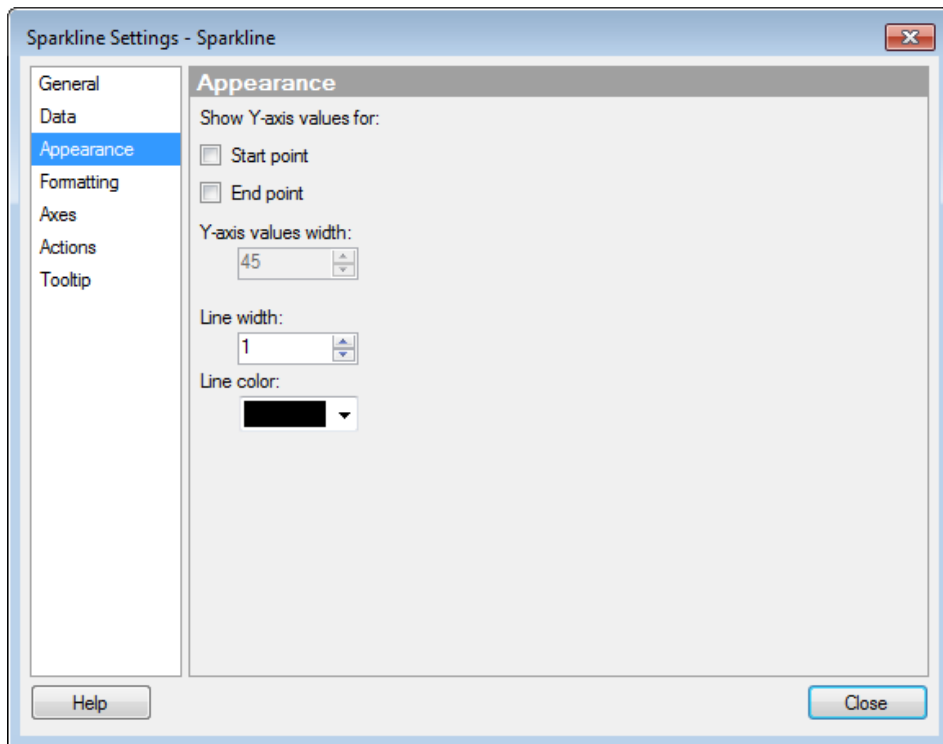 Sparkline Settings - Sparkline
General
Data
Appearance
Formatting
Axes
Actions
Tooltip
Appearance
Show Y-axis values for:
Start point
End point
Y-axis values width:
45
Line width:
1
Line color:
Help
Close